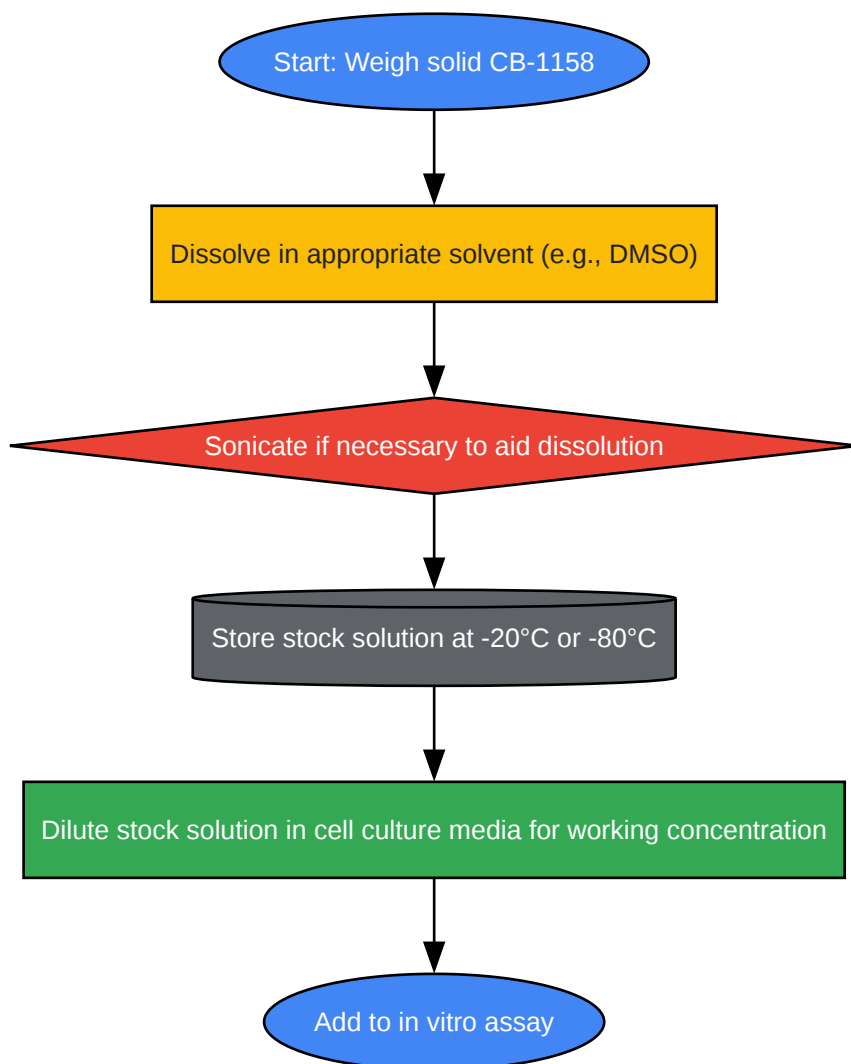 Start: Weigh solid CB-1158
Dissolve in appropriate solvent (e.g., DMSO)
Sonicate if necessary to aid dissolution
Store stock solution at -20°C or -80°C
Dilute stock solution in cell culture media for working concentration
Add to in vitro assay